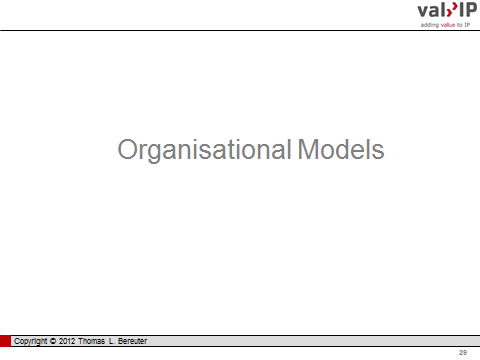 val IP
adding value to IP
Organisational Models
Copyright © 2012 Thomas L. Bereuter
29